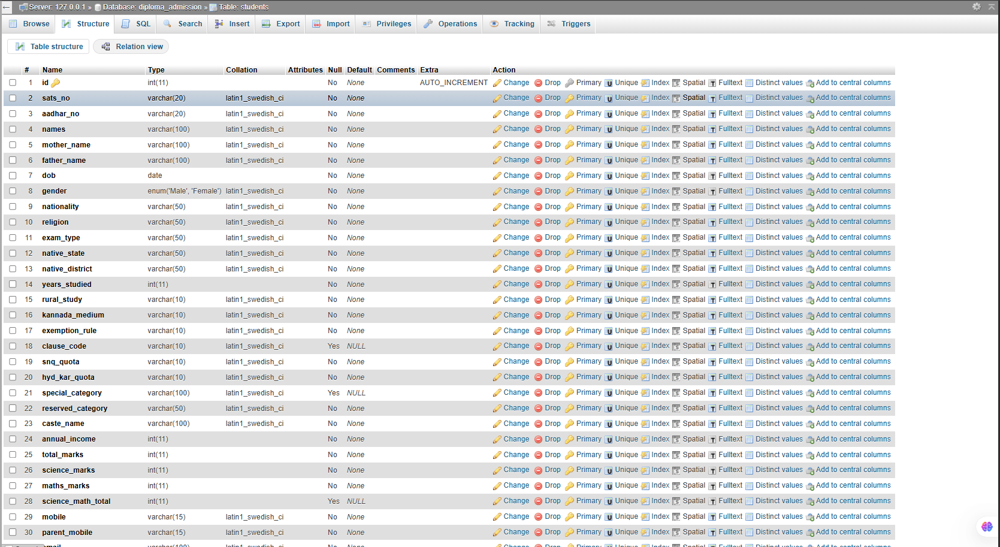 Server: 127.0.0.1 » Database: diploma_admission » Table: students
Browse Structure SQL Search Insert Export Import Privileges Operations Tracking Triggers
Table structure Relation view
# Name Type Collation Attributes Null Default Comments Extra Action
1 id int(11) No None AUTO_INCREMENT Change Drop Primary Unique Index Spatial Fulltext Distinct values Add to central columns
2 sats_no varchar(20) latin1_swedish_ci No None Change Drop Primary Unique Index Spatial Fulltext Distinct values Add to central columns
3 aadhar_no varchar(20) latin1_swedish_ci No None Change Drop Primary Unique Index Spatial Fulltext Distinct values Add to central columns
4 names varchar(100) latin1_swedish_ci No None Change Drop Primary Unique Index Spatial Fulltext Distinct values Add to central columns
5 mother_name varchar(100) latin1_swedish_ci No None Change Drop Primary Unique Index Spatial Fulltext Distinct values Add to central columns
6 father_name varchar(100) latin1_swedish_ci No None Change Drop Primary Unique Index Spatial Fulltext Distinct values Add to central columns
7 dob date No None Change Drop Primary Unique Index Spatial Fulltext Distinct values Add to central columns
8 gender enum('Male', 'Female') latin1_swedish_ci No None Change Drop Primary Unique Index Spatial Fulltext Distinct values Add to central columns
9 nationality varchar(50) latin1_swedish_ci No None Change Drop Primary Unique Index Spatial Fulltext Distinct values Add to central columns
10 religion varchar(50) latin1_swedish_ci No None Change Drop Primary Unique Index Spatial Fulltext Distinct values Add to central columns
11 exam_type varchar(50) latin1_swedish_ci No None Change Drop Primary Unique Index Spatial Fulltext Distinct values Add to central columns
12 native_state varchar(50) latin1_swedish_ci No None Change Drop Primary Unique Index Spatial Fulltext Distinct values Add to central columns
13 native_district varchar(50) latin1_swedish_ci No None Change Drop Primary Unique Index Spatial Fulltext Distinct values Add to central columns
14 years_studied int(11) No None Change Drop Primary Unique Index Spatial Fulltext Distinct values Add to central columns
15 rural_study varchar(10) latin1_swedish_ci No None Change Drop Primary Unique Index Spatial Fulltext Distinct values Add to central columns
16 kannada_medium varchar(10) latin1_swedish_ci No None Change Drop Primary Unique Index Spatial Fulltext Distinct values Add to central columns
17 exemption_rule varchar(10) latin1_swedish_ci No None Change Drop Primary Unique Index Spatial Fulltext Distinct values Add to central columns
18 clause_code varchar(10) latin1_swedish_ci Yes NULL Change Drop Primary Unique Index Spatial Fulltext Distinct values Add to central columns
19 snq_quota varchar(10) latin1_swedish_ci No None Change Drop Primary Unique Index Spatial Fulltext Distinct values Add to central columns
20 hyd_kar_quota varchar(10) latin1_swedish_ci No None Change Drop Primary Unique Index Spatial Fulltext Distinct values Add to central columns
21 special_category varchar(100) latin1_swedish_ci Yes NULL Change Drop Primary Unique Index Spatial Fulltext Distinct values Add to central columns
22 reserved_category varchar(50) latin1_swedish_ci No None Change Drop Primary Unique Index Spatial Fulltext Distinct values Add to central columns
23 caste_name varchar(100) latin1_swedish_ci No None Change Drop Primary Unique Index Spatial Fulltext Distinct values Add to central columns
24 annual_income int(11) No None Change Drop Primary Unique Index Spatial Fulltext Distinct values Add to central columns
25 total_marks int(11) No None Change Drop Primary Unique Index Spatial Fulltext Distinct values Add to central columns
26 science_marks int(11) No None Change Drop Primary Unique Index Spatial Fulltext Distinct values Add to central columns
27 maths_marks int(11) No None Change Drop Primary Unique Index Spatial Fulltext Distinct values Add to central columns
28 science_math_total int(11) Yes NULL Change Drop Primary Unique Index Spatial Fulltext Distinct values Add to central columns
29 mobile varchar(15) latin1_swedish_ci No None Change Drop Primary Unique Index Spatial Fulltext Distinct values Add to central columns
30 parent_mobile varchar(15) latin1_swedish_ci No None Change Drop Primary Unique Index Spatial Fulltext Distinct values Add to central columns